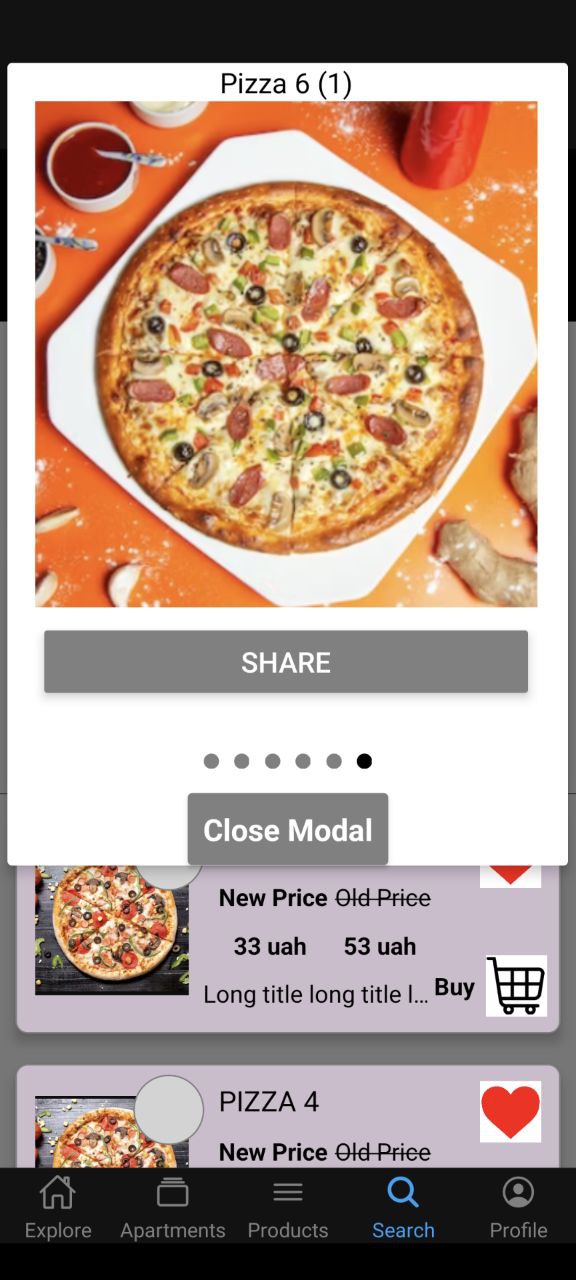 Pizza 6 (1)
SHARE
Close Modal
New Price Old Price
33 uah 53 uah
Long title long title l... Buy
PIZZA 4
New Price Old Price
Explore Apartments Products Search Profile